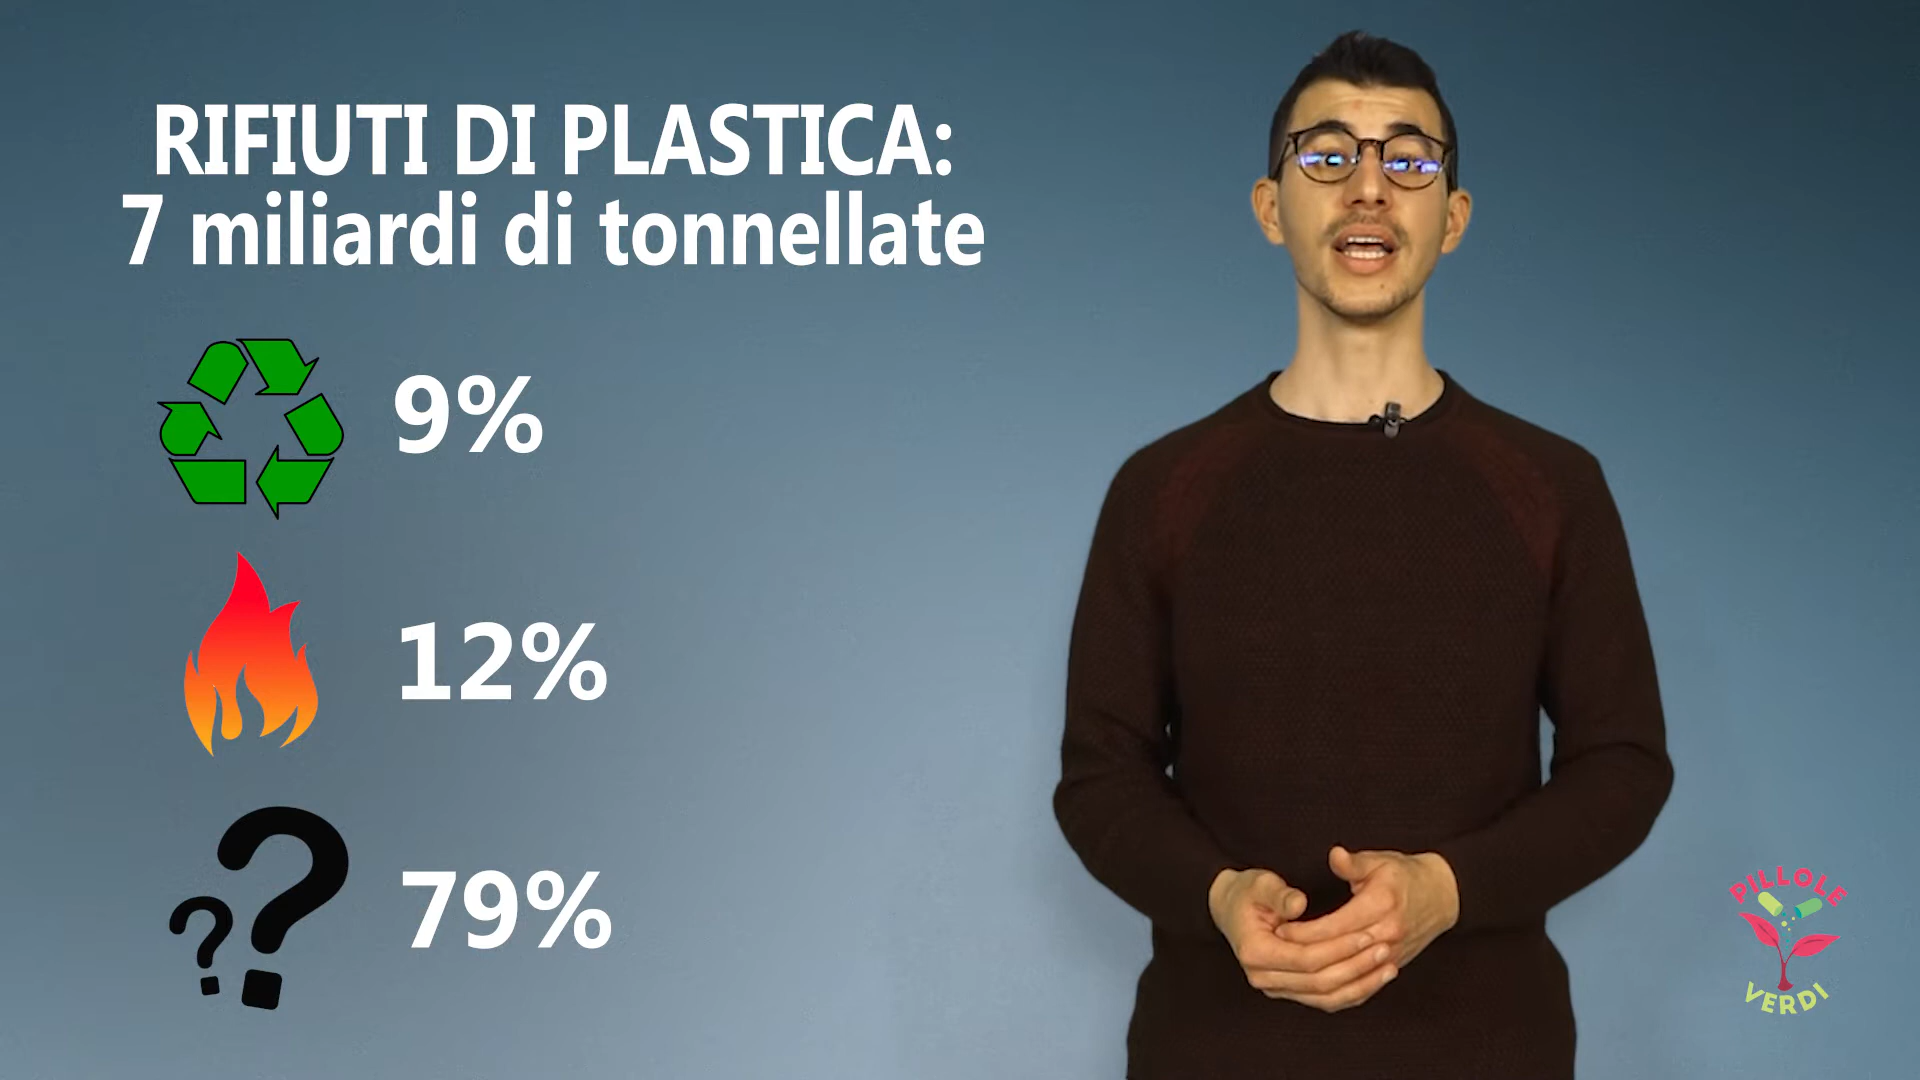 RIFIUTI DI PLASTICA:
7 miliardi di tonnellate
9%
12%
??
79%
PILLOLE
VERDI